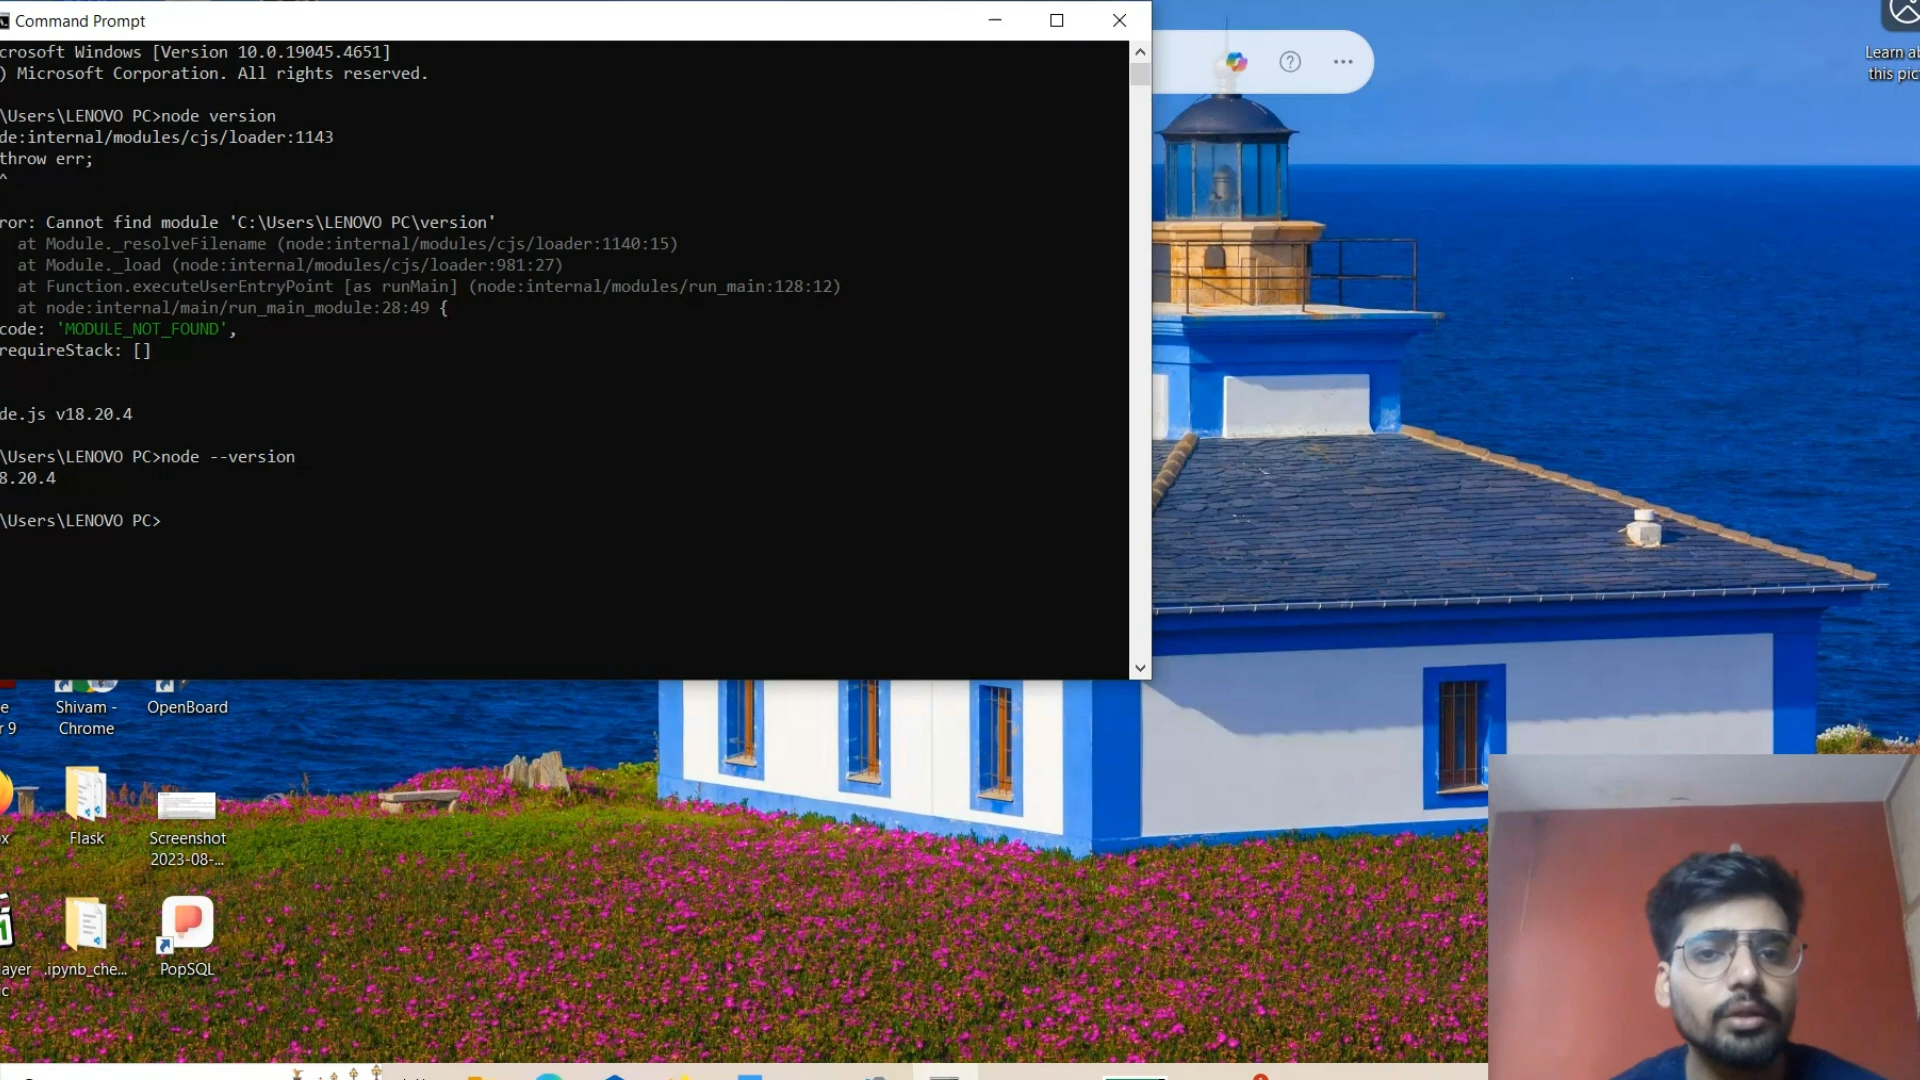 Command Prompt
crosoft Windows [Version 10.0.19045.4651]
) Microsoft Corporation. All rights reserved.
\Users\LENOVO PC>node version
de:internal/modules/cjs/loader:1143
throw err;
^
ror: Cannot find module 'C:\Users\LENOVO PC\version'
at Module._resolveFilename (node:internal/modules/cjs/loader:1140:15)
at Module._load (node:internal/modules/cjs/loader:981:27)
at Function.executeUserEntryPoint [as runMain] (node:internal/modules/run_main:128:12)
at node:internal/main/run_main_module:28:49 {
code: 'MODULE_NOT_FOUND',
requireStack: []
de.js v18.20.4
\Users\LENOVO PC>node --version
8.20.4
\Users\LENOVO PC>
Learn ab
this pic
e
r 9
Shivam -
Chrome
OpenBoard
ox
Flask
Screenshot
2023-08-...
layer
c
.ipynb_che...
PopSQL